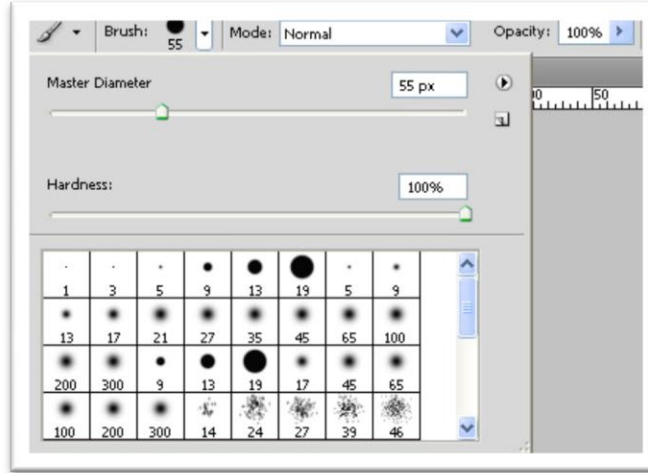 Brush: 55 Mode: Normal Opacity: 100%
Master Diameter 55 px
50
Hardness: 100%
1 3 5 9 13 19 5 9
13 17 21 27 35 45 65 100
200 300 9 13 19 17 45 65
100 200 300 14 24 27 39 46